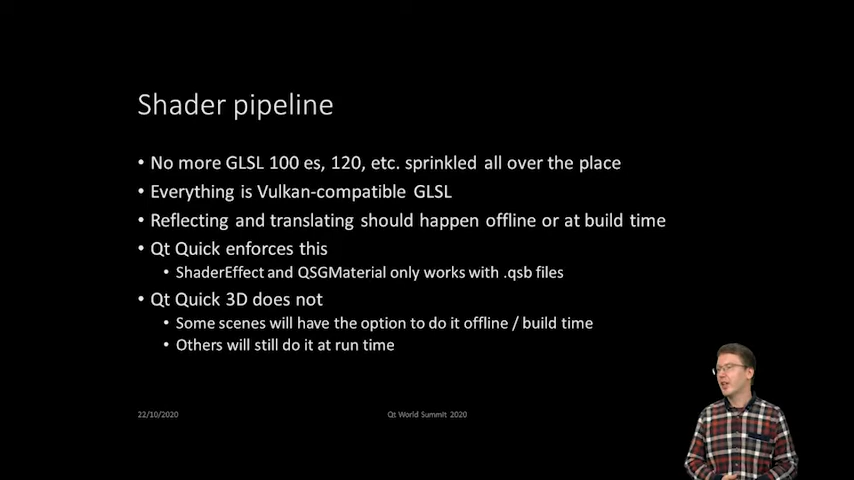 Shader pipeline
• No more GLSL 100 es, 120, etc. sprinkled all over the place
• Everything is Vulkan-compatible GLSL
• Reflecting and translating should happen offline or at build time
• Qt Quick enforces this
• ShaderEffect and QSGMaterial only works with .qsb files
• Qt Quick 3D does not
• Some scenes will have the option to do it offline / build time
• Others will still do it at run time
22/10/2020
Qt World Summit 2020